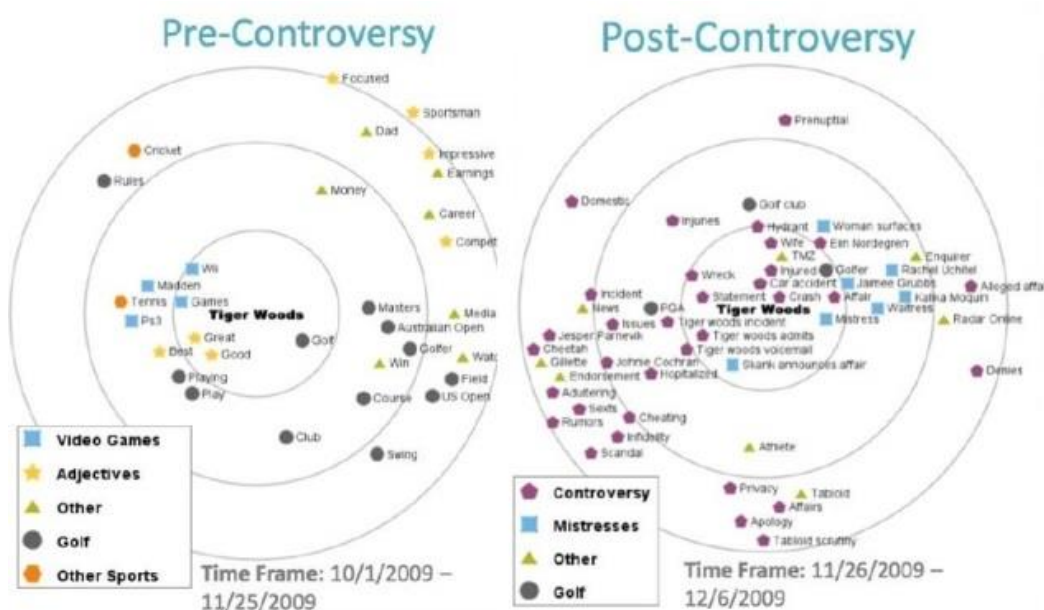 Pre-Controversy
Focused
Sportsman
Dad
Impressive
Cricket
Earnings
Rules
Money
Career
Compet
Wii
Madden
Tennis
Games
Masters
Ps3
Tiger Woods
Media
Australian Open
Great
Golf
Best
Good
Golfer
Win
Watc
Playing
Field
Play
Course
US Open
Club
Swing
Video Games
Adjectives
Other
Golf
Other Sports
Time Frame: 10/1/2009 –
11/25/2009
Post-Controversy
Prenuptial
Domestic
Golf club
Injuries
Hydrant
Woman surfaces
Wife
Elin Nordegren
TMZ
Enquirer
Wreck
Injured
Golfer
Rachel Uchitel
Car accident
Jaimee Grubbs
Alleged affa
Incident
Statement
Crash
Affair
Kalika Moquin
News
PGA
Tiger Woods
Waitress
Issues
Tiger woods incident
Mistress
Radar Online
Jesper Parnevik
Tiger woods admits
Cheetah
Tiger woods voicemail
Gillette
Johnie Cochran
Skank announces affair
Endorsement
Hopitalized
Denies
Adultering
Sexts
Cheating
Rumors
Infidelity
Scandal
Athlete
Privacy
Tabloid
Affairs
Apology
Tabloid scrutiny
Controversy
Mistresses
Other
Golf
Time Frame: 11/26/2009 –
12/6/2009